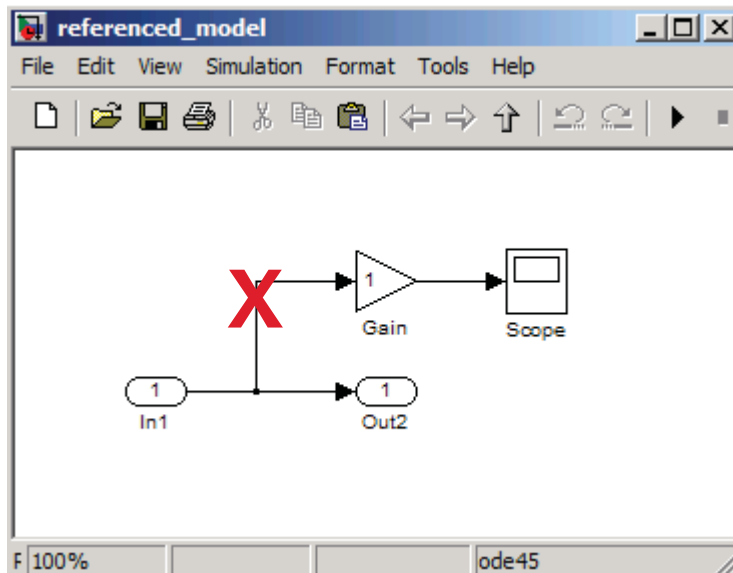 referenced_model
File Edit View Simulation Format Tools Help
X
1
Gain
Scope
1
In1
1
Out2
F 100% ode45